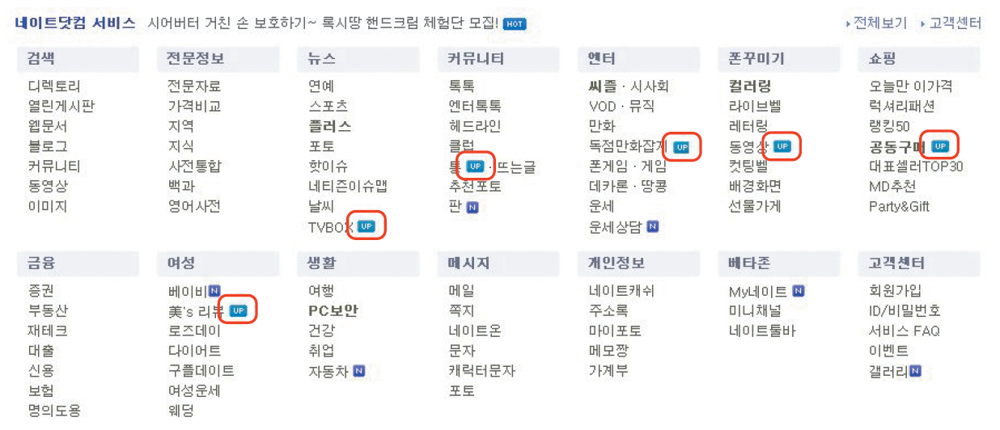 네이트닷컴 서비스 시어버터 거친 손 보호하기~ 록시땅 핸드크림 체험단 모집! HOT 전체보기 고객센터
검색 전문정보 뉴스 커뮤니티 엔터 폰꾸미기 쇼핑
디렉토리 전문자료 연예 톡톡 씨즐 · 시사회 컬러링 오늘만 이가격
열린게시판 가격비교 스포츠 엔터톡톡 VOD · 뮤직 라이브벨 럭셔리패션
웹문서 지역 플러스 헤드라인 만화 레터링 랭킹50
블로그 지식 포토 클럽 독점만화잡지 UP 동영상 UP 공동구매 UP
커뮤니티 사전통합 핫이슈 통 UP · 뜨는글 폰게임 · 게임 컷팅벨 대표셀러TOP30
동영상 백과 네티즌이슈맵 추천포토 데카론 · 땅콩 배경화면 MD추천
이미지 영어사전 날씨 판 N 운세 선물가게 Party&Gift
TVBOX UP 운세상담 N
금융 여성 생활 메시지 개인정보 베타존 고객센터
증권 베이비 N 여행 메일 네이트캐쉬 My네이트 N 회원가입
부동산 美's 리뷰 UP PC보안 쪽지 주소록 미니채널 ID/비밀번호
재테크 로즈데이 건강 네이트온 마이포토 네이트툴바 서비스 FAQ
대출 다이어트 취업 문자 메모짱 이벤트
신용 구플데이트 자동차 N 캐릭터문자 가계부 갤러리 N
보험 여성운세 포토
명의도용 웨딩